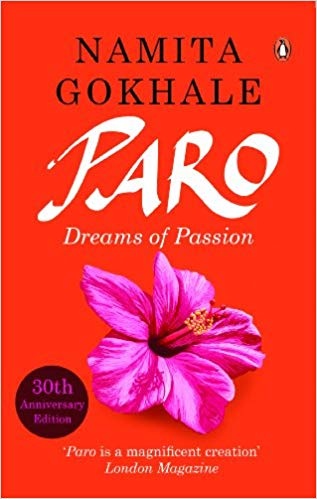 NAMITA
GOKHALE
PARO
Dreams of Passion
30th
Anniversary
Edition
‘Paro is a magnificent creation’
London Magazine